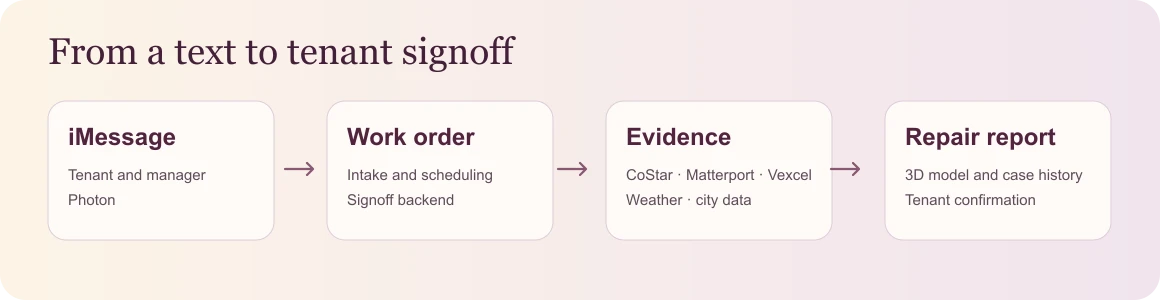 From a text to tenant signoff
iMessage
Tenant and manager
Photon
Work order
Intake and scheduling
Signoff backend
Evidence
CoStar · Matterport · Vexcel
Weather · city data
Repair report
3D model and case history
Tenant confirmation